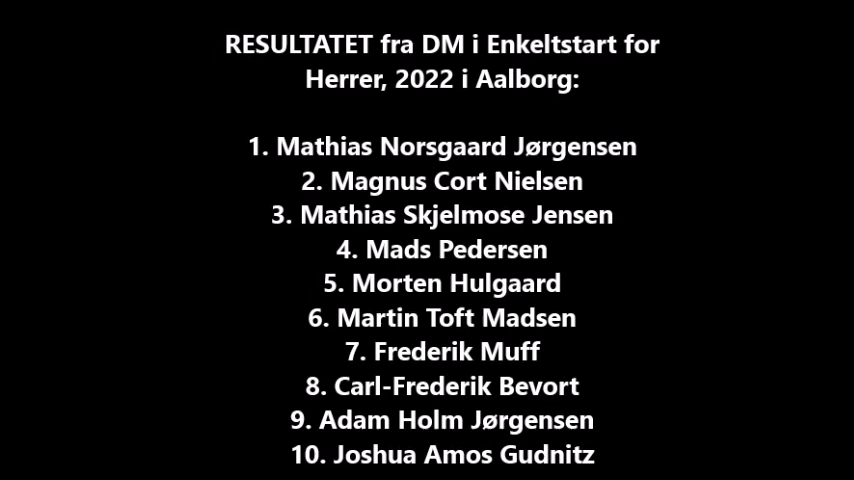 RESULTATET fra DM i Enkeltstart for
Herrer, 2022 i Aalborg:
1. Mathias Norsgaard Jørgensen
2. Magnus Cort Nielsen
3. Mathias Skjelmose Jensen
4. Mads Pedersen
5. Morten Hulgaard
6. Martin Toft Madsen
7. Frederik Muff
8. Carl-Frederik Bevort
9. Adam Holm Jørgensen
10. Joshua Amos Gudnitz